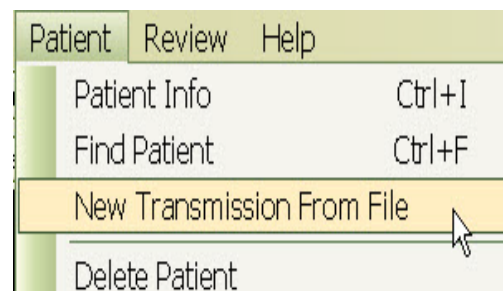 Patient Review Help
Patient Info Ctrl+I
Find Patient Ctrl+F
New Transmission From File
Delete Patient